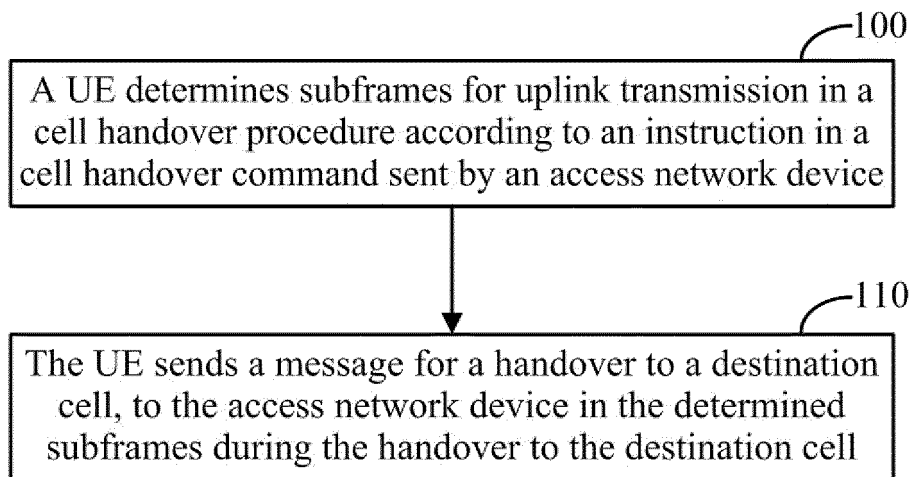 100
A UE determines subframes for uplink transmission in a
cell handover procedure according to an instruction in a
cell handover command sent by an access network device
110
The UE sends a message for a handover to a destination
cell, to the access network device in the determined
subframes during the handover to the destination cell